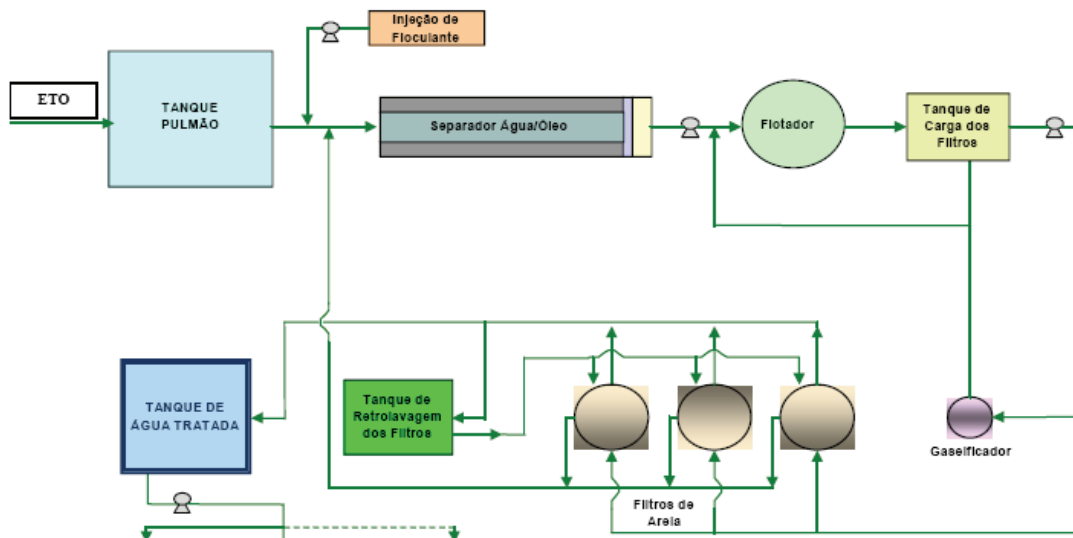 Injeção de
Floculante
ETO
TANQUE
PULMÃO
Separador Água/Óleo
Flotador
Tanque de
Carga dos
Filtros
TANQUE DE
ÁGUA TRATADA
Tanque de
Retrolavagem
dos Filtros
Gaseificador
Filtros de
Areia